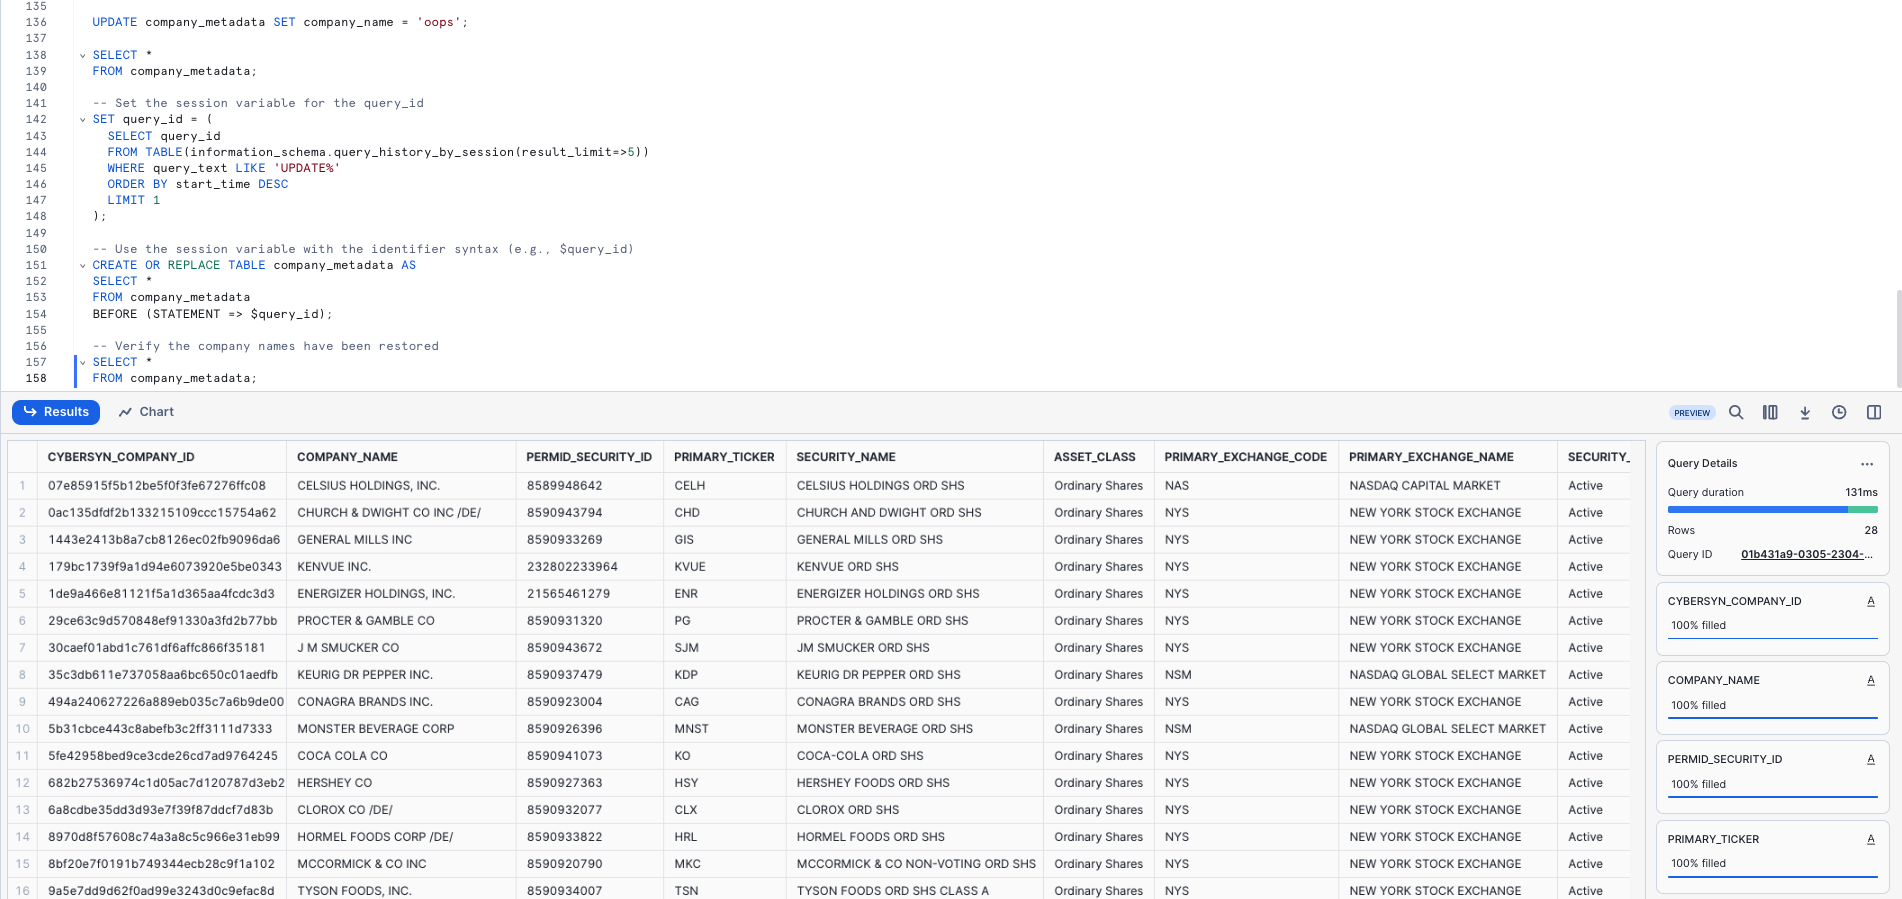 135
136 UPDATE company_metadata SET company_name = 'oops';
137
138 SELECT *
139 FROM company_metadata;
140
141 -- Set the session variable for the query_id
142 SET query_id = (
143 SELECT query_id
144 FROM TABLE(information_schema.query_history_by_session(result_limit=>5))
145 WHERE query_text LIKE 'UPDATE%'
146 ORDER BY start_time DESC
147 LIMIT 1
148 );
149
150 -- Use the session variable with the identifier syntax (e.g., $query_id)
151 CREATE OR REPLACE TABLE company_metadata AS
152 SELECT *
153 FROM company_metadata
154 BEFORE (STATEMENT => $query_id);
155
156 -- Verify the company names have been restored
157 SELECT *
158 FROM company_metadata;
Results Chart PREVIEW
CYBERSYN_COMPANY_ID COMPANY_NAME PERMID_SECURITY_ID PRIMARY_TICKER SECURITY_NAME ASSET_CLASS PRIMARY_EXCHANGE_CODE PRIMARY_EXCHANGE_NAME SECURITY_
1 07e85915f5b12be5f0f3fe67276ffc08 CELSIUS HOLDINGS, INC. 8589948642 CELH CELSIUS HOLDINGS ORD SHS Ordinary Shares NAS NASDAQ CAPITAL MARKET Active
2 0ac135dfdf2b133215109ccc15754a62 CHURCH & DWIGHT CO INC /DE/ 8590943794 CHD CHURCH AND DWIGHT ORD SHS Ordinary Shares NYS NEW YORK STOCK EXCHANGE Active
3 1443e2413b8a7cb8126ec02fb9096da6 GENERAL MILLS INC 8590933269 GIS GENERAL MILLS ORD SHS Ordinary Shares NYS NEW YORK STOCK EXCHANGE Active
4 179bc1739f9a1d94e6073920e5be0343 KENVUE INC. 232802233964 KVUE KENVUE ORD SHS Ordinary Shares NYS NEW YORK STOCK EXCHANGE Active
5 1de9a466e81121f5a1d365aa4fcdc3d3 ENERGIZER HOLDINGS, INC. 21565461279 ENR ENERGIZER HOLDINGS ORD SHS Ordinary Shares NYS NEW YORK STOCK EXCHANGE Active
6 29ce63c9d570848ef91330a3fd2b77bb PROCTER & GAMBLE CO 8590931320 PG PROCTER & GAMBLE ORD SHS Ordinary Shares NYS NEW YORK STOCK EXCHANGE Active
7 30caef01abd1c761df6affc866f35181 J M SMUCKER CO 8590943672 SJM JM SMUCKER ORD SHS Ordinary Shares NYS NEW YORK STOCK EXCHANGE Active
8 35c3db611e737058aa6bc650c01aedfb KEURIG DR PEPPER INC. 8590937479 KDP KEURIG DR PEPPER ORD SHS Ordinary Shares NSM NASDAQ GLOBAL SELECT MARKET Active
9 494a240627226a889eb035c7a6b9de00 CONAGRA BRANDS INC. 8590923004 CAG CONAGRA BRANDS ORD SHS Ordinary Shares NYS NEW YORK STOCK EXCHANGE Active
10 5b31cbce443c8abefb3c2ff3111d7333 MONSTER BEVERAGE CORP 8590926396 MNST MONSTER BEVERAGE ORD SHS Ordinary Shares NSM NASDAQ GLOBAL SELECT MARKET Active
11 5fe42958bed9ce3cde26cd7ad9764245 COCA COLA CO 8590941073 KO COCA-COLA ORD SHS Ordinary Shares NYS NEW YORK STOCK EXCHANGE Active
12 682b27536974c1d05ac7d120787d3eb2 HERSHEY CO 8590927363 HSY HERSHEY FOODS ORD SHS Ordinary Shares NYS NEW YORK STOCK EXCHANGE Active
13 6a8cdbe35dd3d93e7f39f87ddcf7d83b CLOROX CO /DE/ 8590932077 CLX CLOROX ORD SHS Ordinary Shares NYS NEW YORK STOCK EXCHANGE Active
14 8970d8f57608c74a3a8c5c966e31eb99 HORMEL FOODS CORP /DE/ 8590933822 HRL HORMEL FOODS ORD SHS Ordinary Shares NYS NEW YORK STOCK EXCHANGE Active
15 8bf20e7f0191b749344ecb28c9f1a102 MCCORMICK & CO INC 8590920790 MKC MCCORMICK & CO NON-VOTING ORD SHS Ordinary Shares NYS NEW YORK STOCK EXCHANGE Active
16 9a5e7dd9d62f0ad99e3243d0c9efac8d TYSON FOODS, INC. 8590934007 TSN TYSON FOODS ORD SHS CLASS A Ordinary Shares NYS NEW YORK STOCK EXCHANGE Active
Query Details ...
Query duration 131ms
Rows 28
Query ID 01b431a9-0305-2304-...
CYBERSYN_COMPANY_ID A
100% filled
COMPANY_NAME A
100% filled
PERMID_SECURITY_ID A
100% filled
PRIMARY_TICKER A
100% filled